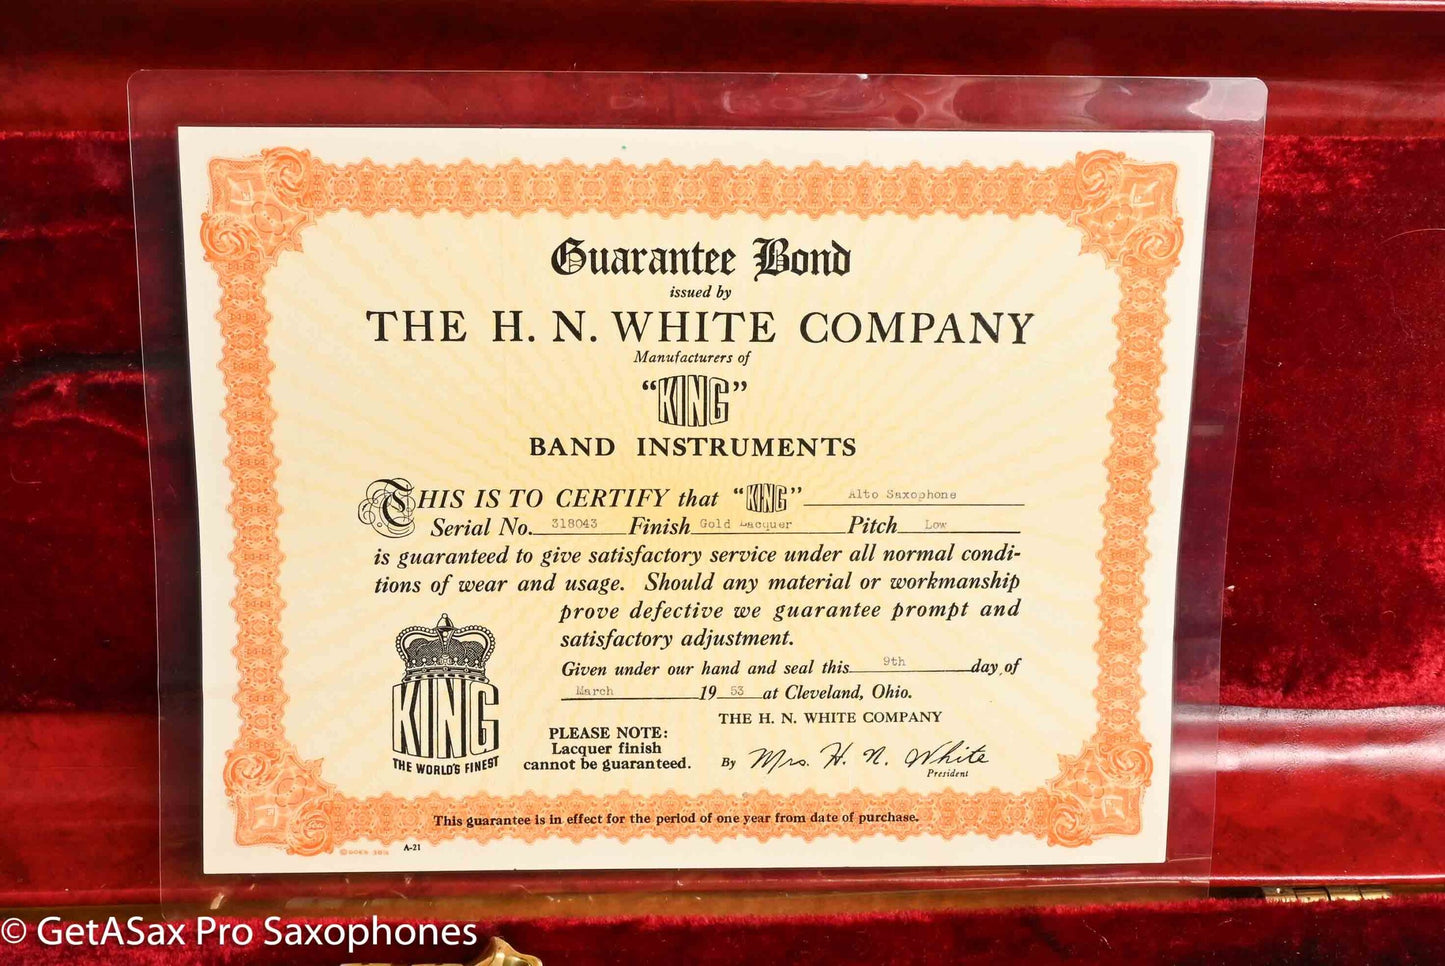 Guarantee Bond
issued by
THE H. N. WHITE COMPANY
Manufacturers of
"KING"
BAND INSTRUMENTS
THIS IS TO CERTIFY that "KING" Alto Saxophone
Serial No. 318043 Finish Gold Lacquer Pitch Low
is guaranteed to give satisfactory service under all normal condi-
tions of wear and usage. Should any material or workmanship
prove defective we guarantee prompt and
satisfactory adjustment.
Given under our hand and seal this 9th day of
March 19 53 at Cleveland, Ohio.
THE H. N. WHITE COMPANY
By Mrs. H. N. White
President
KING
THE WORLD'S FINEST
PLEASE NOTE:
Lacquer finish
cannot be guaranteed.
This guarantee is in effect for the period of one year from date of purchase.
A-21
© GetASax Pro Saxophones